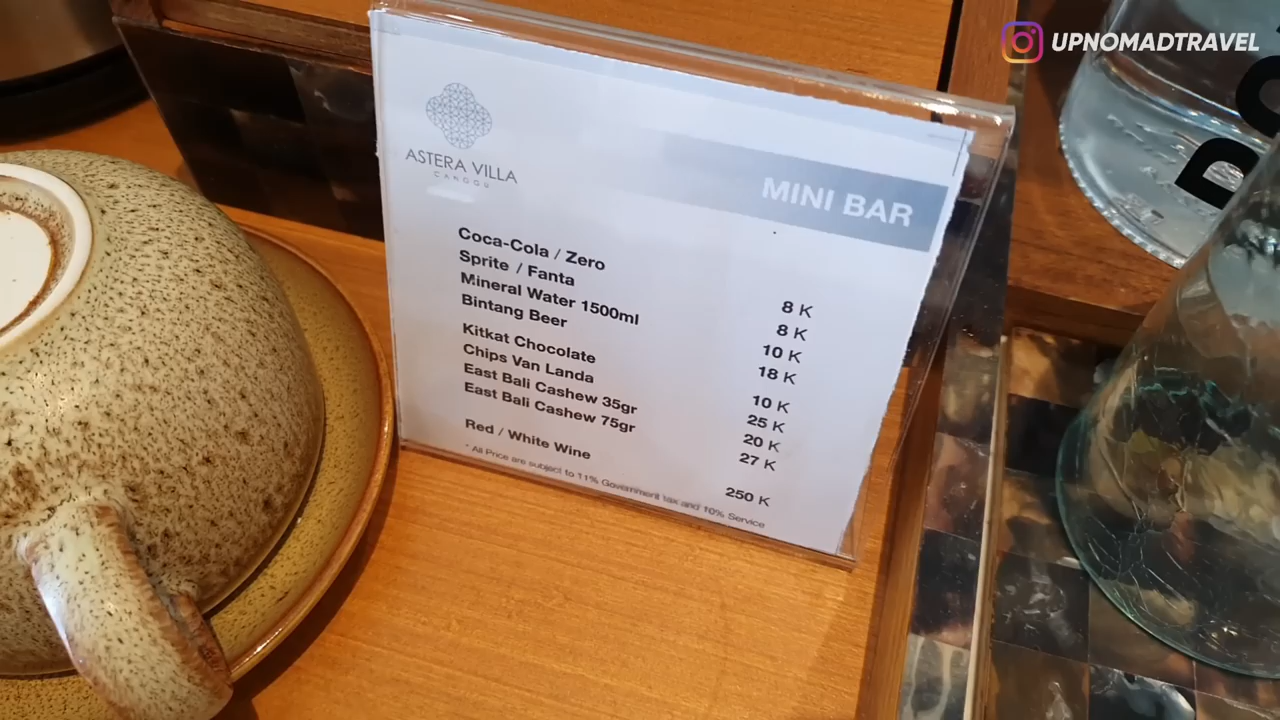 UPNOMADTRAVEL
ASTERA VILLA
MINI BAR
Coca-Cola / Zero 8 K
Sprite / Fanta 8 K
Mineral Water 1500ml 10 K
Bintang Beer 18 K
Kitkat Chocolate 10 K
Chips Van Landa 25 K
East Bali Cashew 35gr 20 K
East Bali Cashew 75gr 27 K
Red / White Wine 250 K
* All Price are subject to 11% Government tax and 10% Service